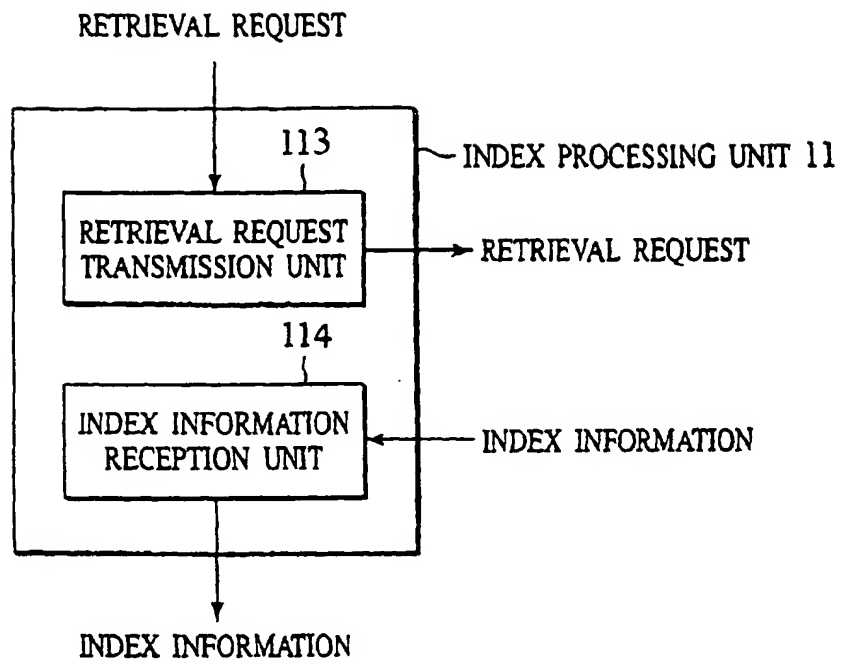 RETRIEVAL REQUEST
113
INDEX PROCESSING UNIT 11
RETRIEVAL REQUEST
TRANSMISSION UNIT
RETRIEVAL REQUEST
114
INDEX INFORMATION
RECEPTION UNIT
INDEX INFORMATION
INDEX INFORMATION